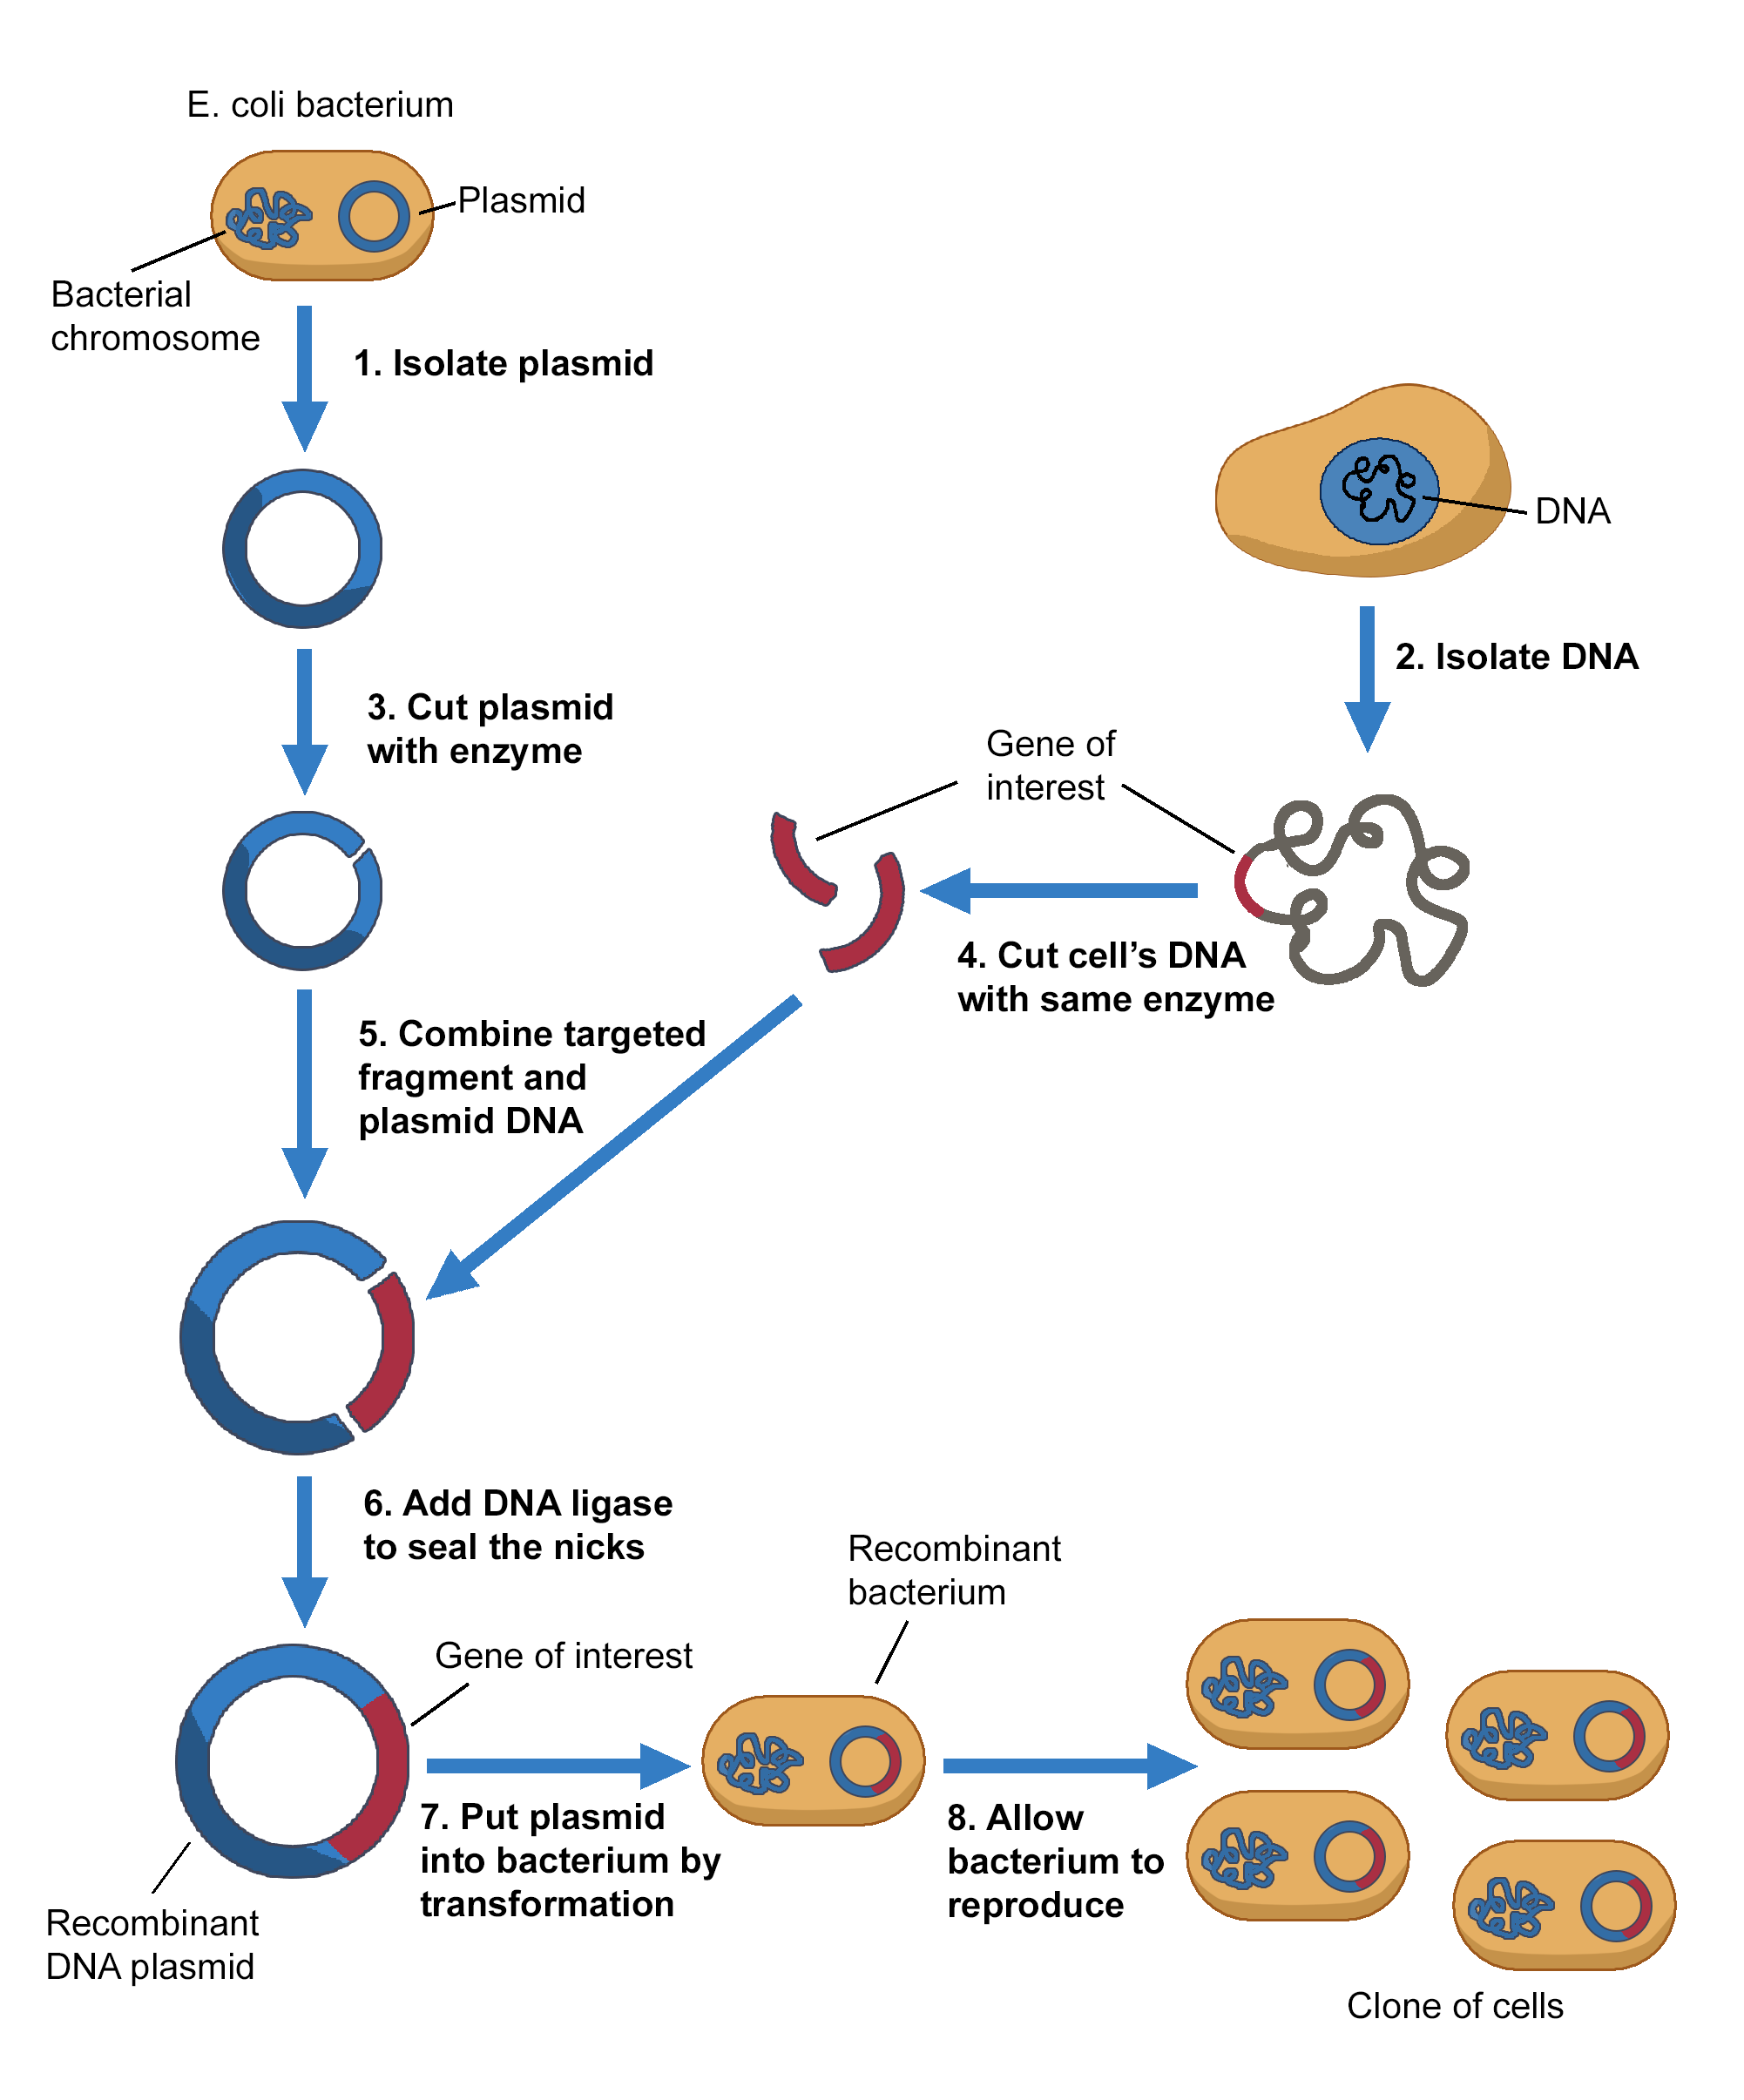 E. coli bacterium
Plasmid
Bacterial
chromosome
1. Isolate plasmid
DNA
2. Isolate DNA
3. Cut plasmid
with enzyme
Gene of
interest
4. Cut cell’s DNA
with same enzyme
5. Combine targeted
fragment and
plasmid DNA
6. Add DNA ligase
to seal the nicks
Recombinant
bacterium
Gene of interest
7. Put plasmid
into bacterium by
transformation
8. Allow
bacterium to
reproduce
Recombinant
DNA plasmid
Clone of cells